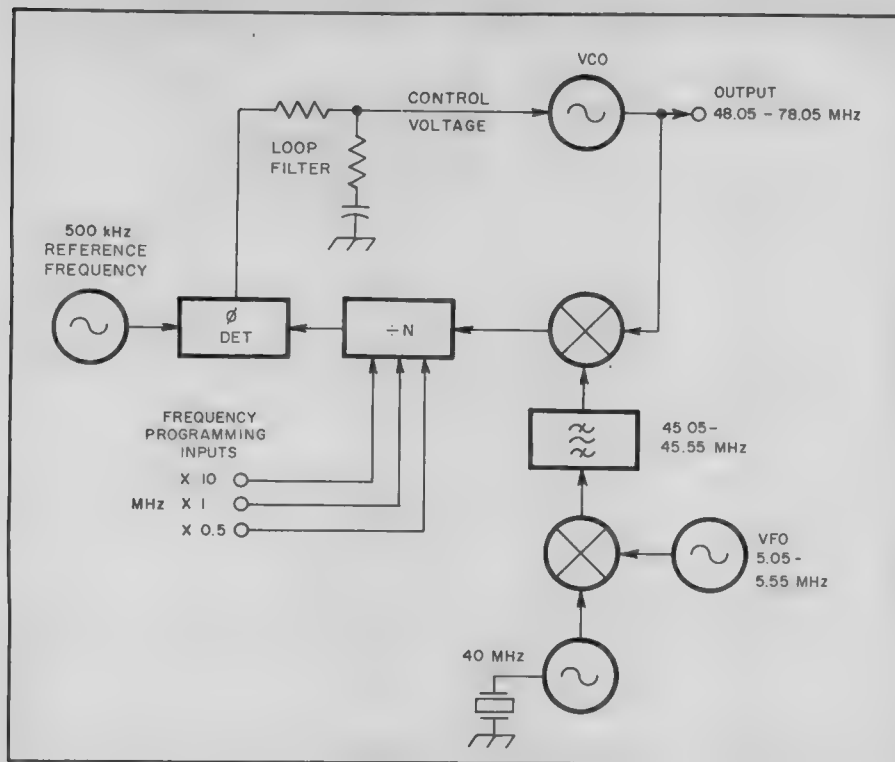 VCO
OUTPUT
48.05 – 78.05 MHz
CONTROL
VOLTAGE
LOOP
FILTER
500 kHz
REFERENCE
FREQUENCY
ø
DET
÷N
FREQUENCY
PROGRAMMING
INPUTS
X 10
MHz X 1
X 0.5
45.05–
45.55 MHz
VFO
5.05 –
5.55 MHz
40 MHz